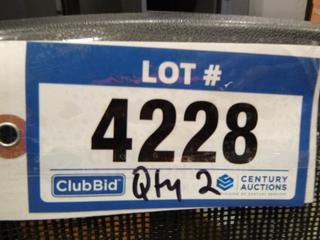 LOT #
4228
ClubBid Qty 2 CENTURY
AUCTIONS